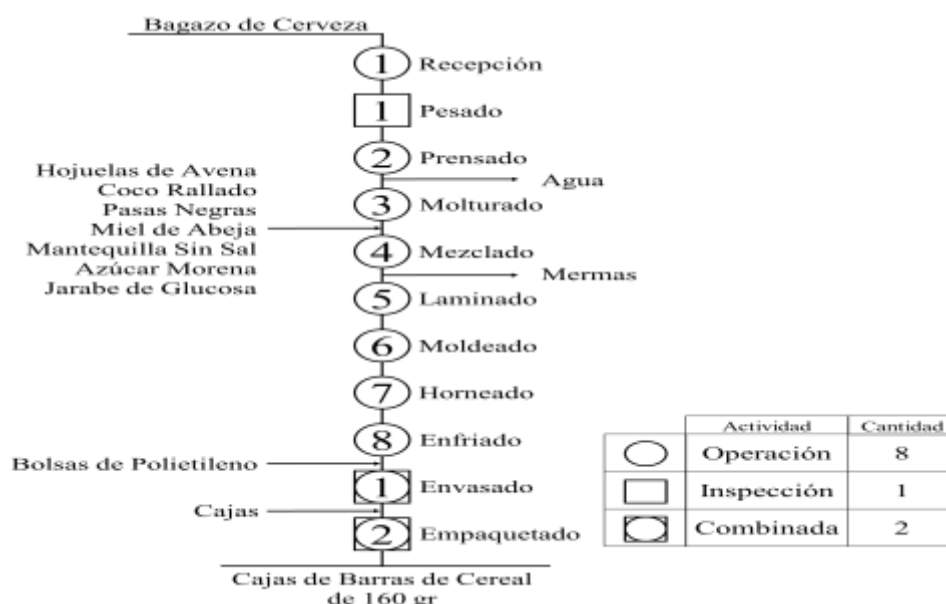 Bagazo de Cerveza
1 Recepción
1 Pesado
2 Prensado
Agua
3 Molturado
Hojuelas de Avena
Coco Rallado
Pasas Negras
Miel de Abeja
Mantequilla Sin Sal
Azúcar Morena
Jarabe de Glucosa
4 Mezclado
Mermas
5 Laminado
6 Moldeado
7 Horneado
8 Enfriado
Bolsas de Polietileno
1 Envasado
Cajas
2 Empaquetado
Cajas de Barras de Cereal
de 160 gr
Actividad Cantidad
Operación 8
Inspección 1
Combinada 2